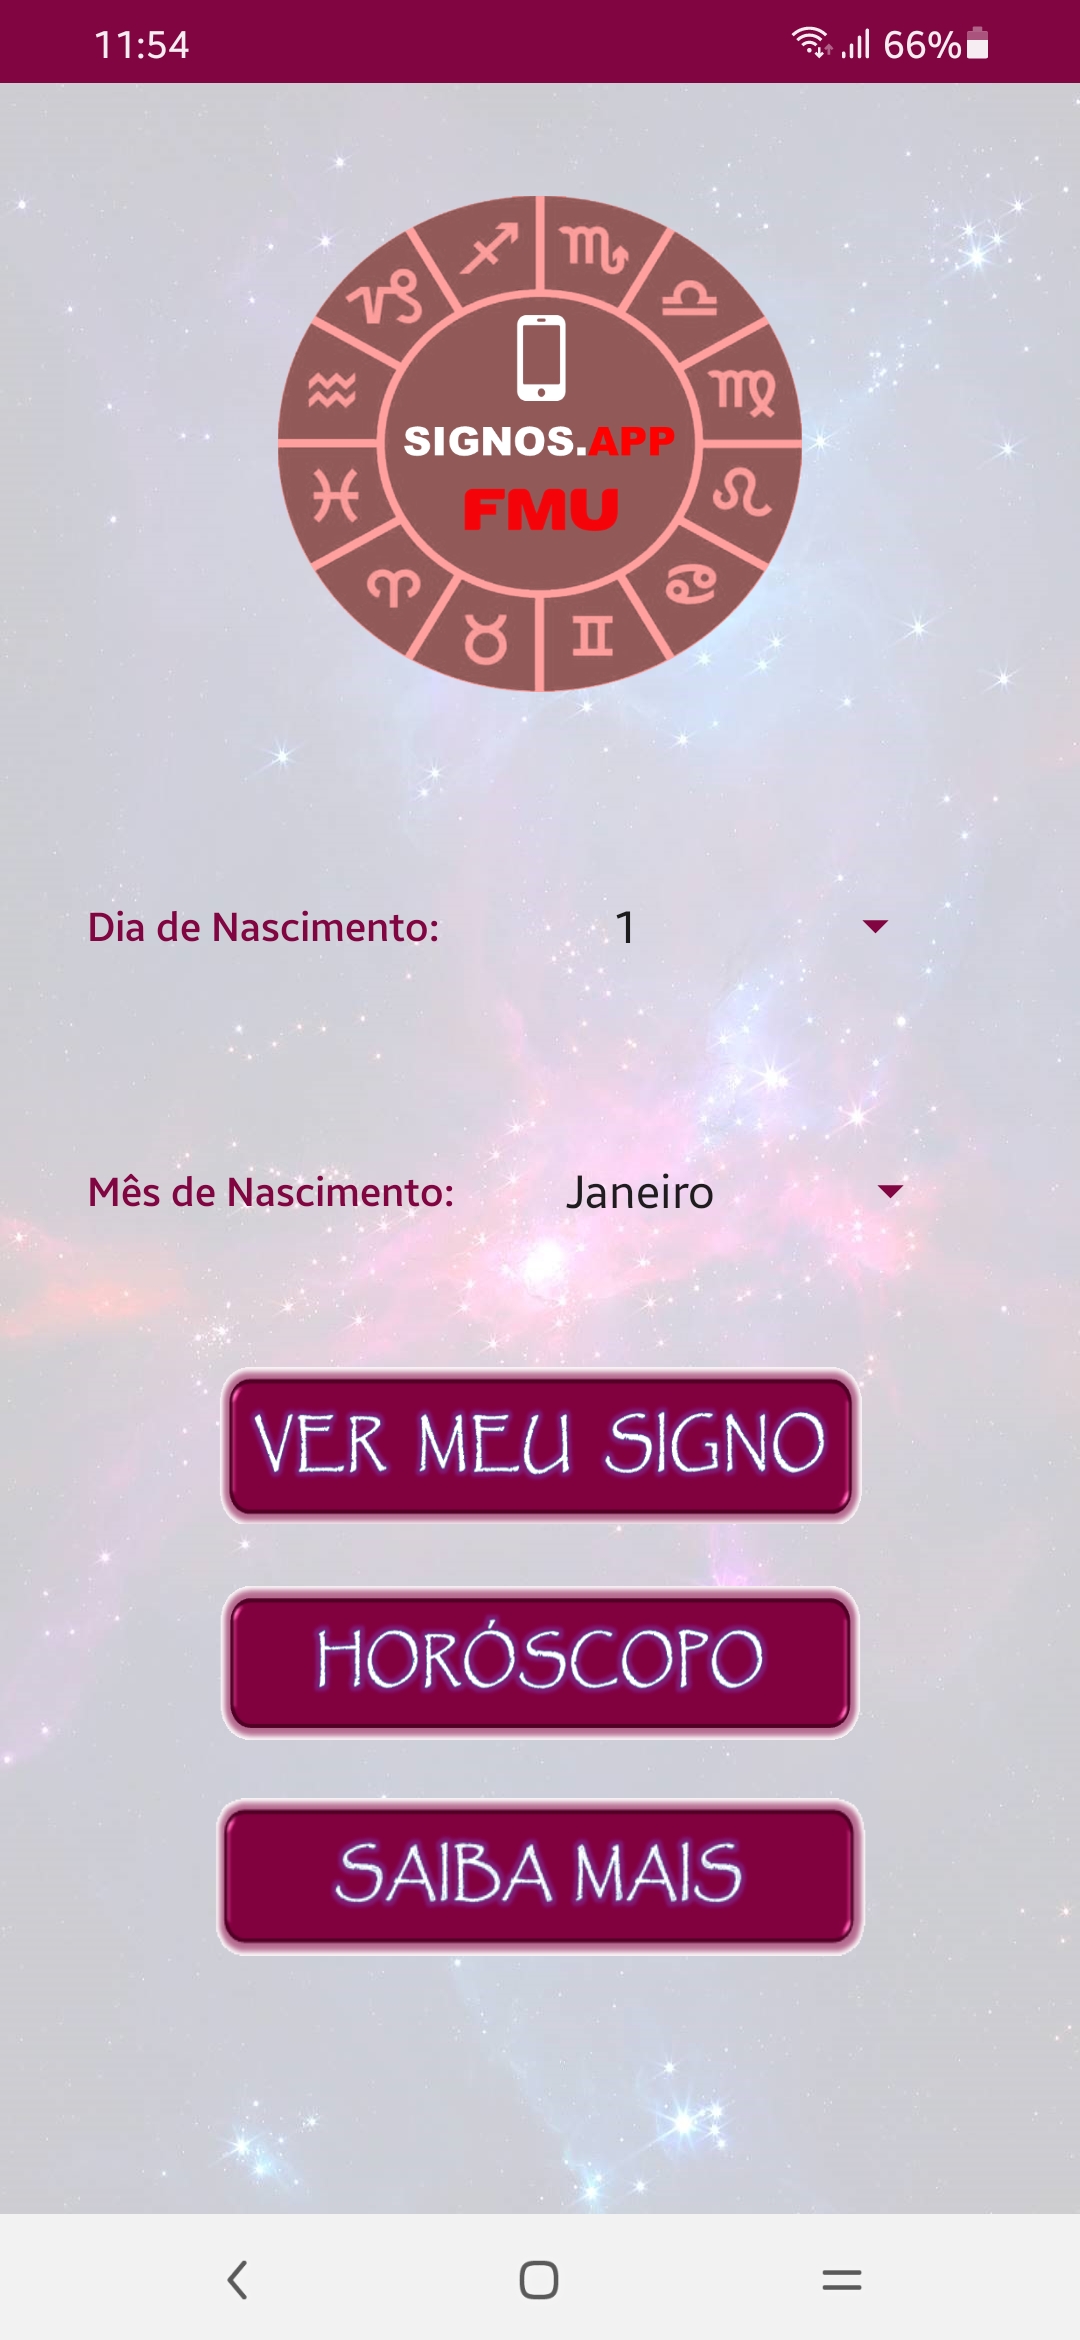 11:54
66%
SIGNOS.APP
FMU
Dia de Nascimento:
1
Mês de Nascimento:
Janeiro
VER MEU SIGNO
HORÓSCOPO
SAIBA MAIS